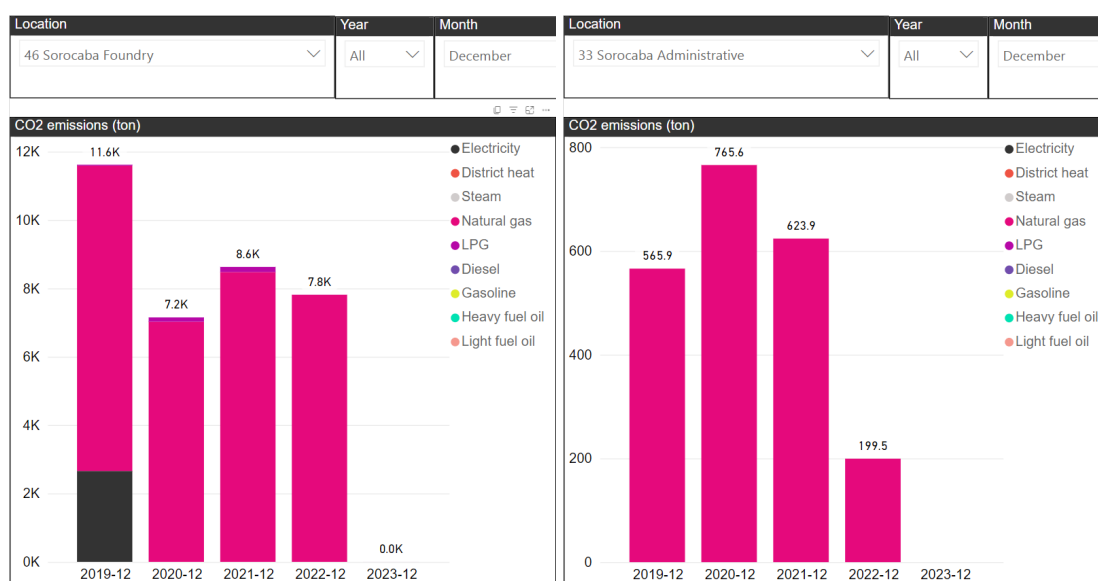 Location Year Month
46 Sorocaba Foundry All December
CO2 emissions (ton)
12K
10K
8K
6K
4K
2K
0K
11.6K
7.2K
8.6K
7.8K
0.0K
2019-12 2020-12 2021-12 2022-12 2023-12
Electricity
District heat
Steam
Natural gas
LPG
Diesel
Gasoline
Heavy fuel oil
Light fuel oil
Location Year Month
33 Sorocaba Administrative All December
CO2 emissions (ton)
800
600
400
200
0
565.9
765.6
623.9
199.5
2019-12 2020-12 2021-12 2022-12 2023-12
Electricity
District heat
Steam
Natural gas
LPG
Diesel
Gasoline
Heavy fuel oil
Light fuel oil